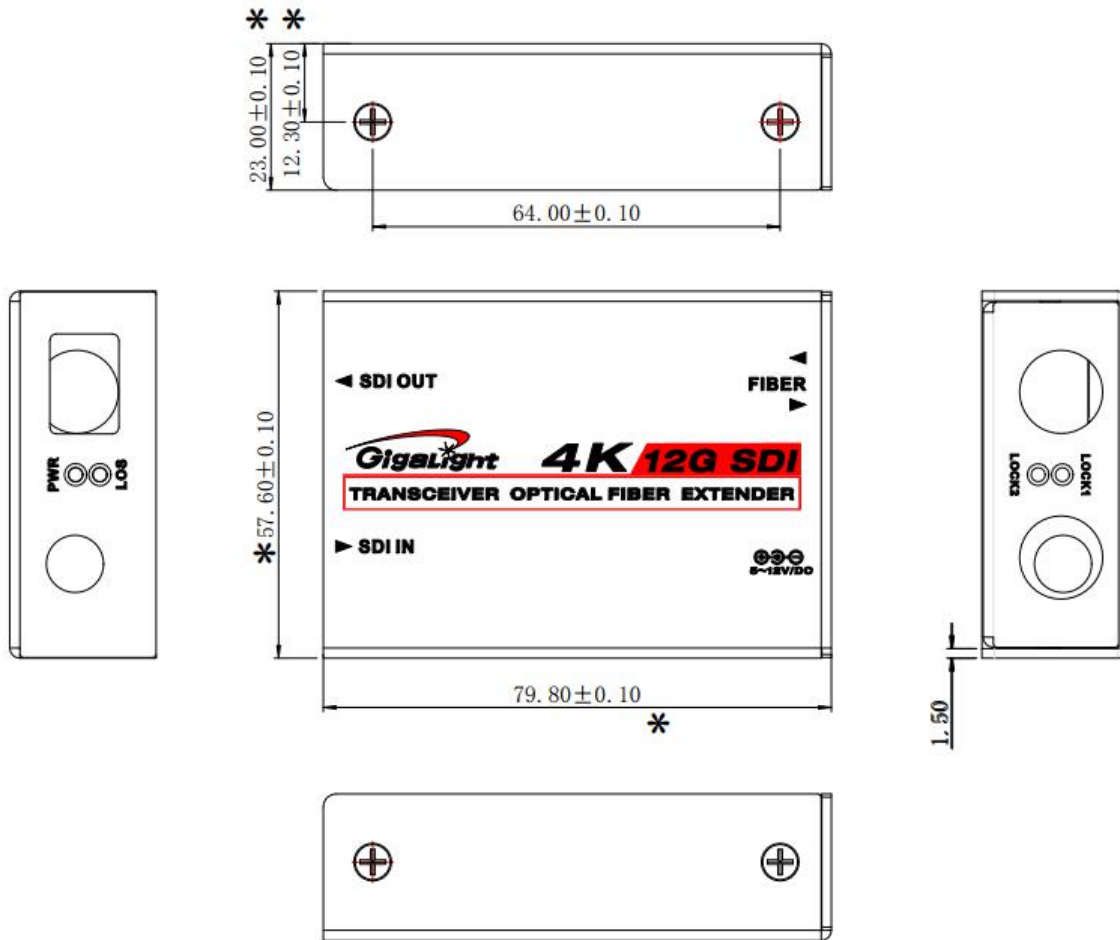 * *
23.00±0.10
12.30±0.10
64.00±0.10
PWR
LOS
SDI OUT
FIBER
GigaLight
4K 12G SDI
TRANSCEIVER OPTICAL FIBER EXTENDER
SDI IN
5~12V/DC
*57.60±0.10
79.80±0.10
*
LOCK2
LOCK1
1.50